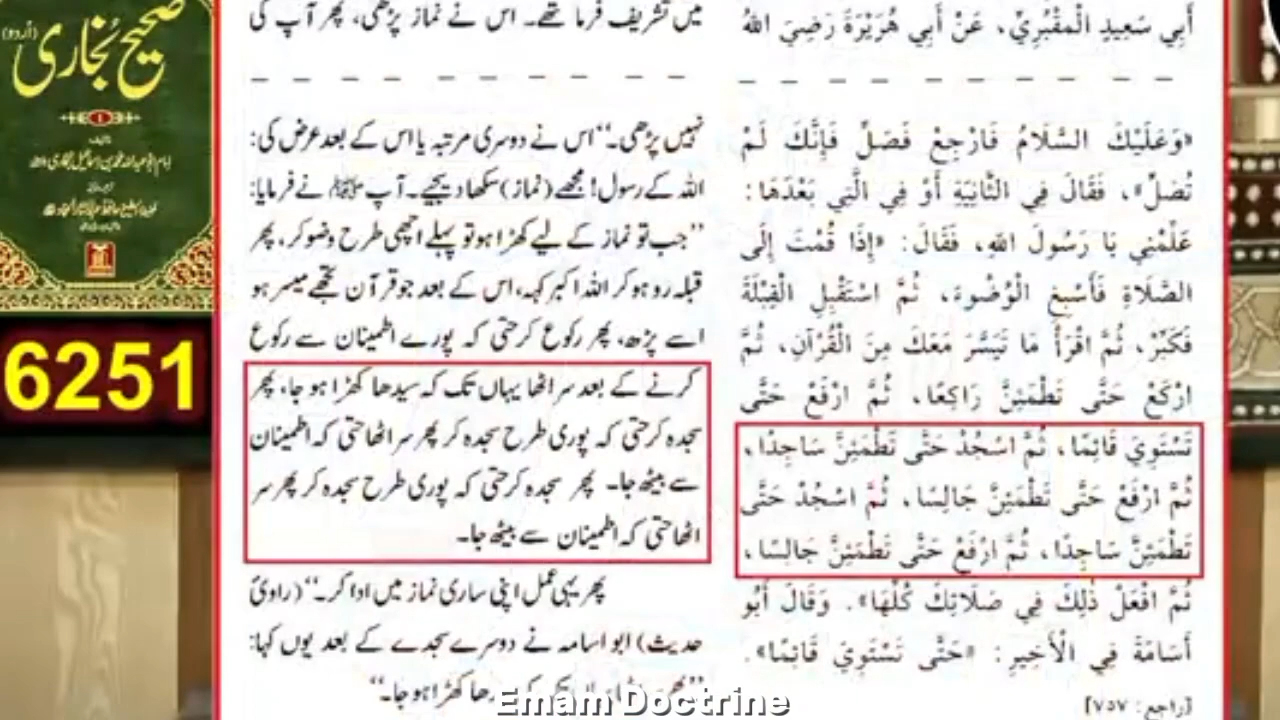 صحیح بخاری
(اُردو)
۱
6251
أَبِي سَعِيدٍ الْمَقْبُرِيِّ، عَنْ أَبِي هُرَيْرَةَ رَضِيَ اللهُ
«وَعَلَيْكَ السَّلَامُ فَارْجِعْ فَصَلِّ فَإِنَّكَ لَمْ
تُصَلِّ»، فَقَالَ فِي الثَّانِيَةِ أَوْ فِي الَّتِي بَعْدَهَا:
عَلِّمْنِي يَا رَسُولَ اللهِ، فَقَالَ: «إِذَا قُمْتَ إِلَى
الصَّلَاةِ فَأَسْبِغِ الْوُضُوءَ، ثُمَّ اسْتَقْبِلِ الْقِبْلَةَ
فَكَبِّرْ، ثُمَّ اقْرَأْ مَا تَيَسَّرَ مَعَكَ مِنَ الْقُرْآنِ، ثُمَّ
ارْكَعْ حَتَّى تَطْمَئِنَّ رَاكِعًا، ثُمَّ ارْفَعْ حَتَّى
تَسْتَوِيَ قَائِمًا، ثُمَّ اسْجُدْ حَتَّى تَطْمَئِنَّ سَاجِدًا،
ثُمَّ ارْفَعْ حَتَّى تَطْمَئِنَّ جَالِسًا، ثُمَّ اسْجُدْ حَتَّى
تَطْمَئِنَّ سَاجِدًا، ثُمَّ ارْفَعْ حَتَّى تَطْمَئِنَّ جَالِسًا،
ثُمَّ افْعَلْ ذٰلِكَ فِي صَلَاتِكَ كُلِّهَا». وَقَالَ أَبُو
أُسَامَةَ فِي الْأَخِيرِ: «حَتَّى تَسْتَوِيَ قَائِمًا».
[راجع: ٧٥٧]
میں تشریف فرما تھے۔ اس نے نماز پڑھی، پھر آپ کی
نہیں پڑھی۔‘‘ اس نے دوسری مرتبہ یا اس کے بعد عرض کی:
اللہ کے رسول! مجھے (نماز) سکھا دیجیے۔ آپ ﷺ نے فرمایا:
’’جب تو نماز کے لیے کھڑا ہو تو پہلے اچھی طرح وضو کر، پھر
قبلہ رو ہو کر اللہ اکبر کہہ، اس کے بعد جو قرآن تجھے میسر ہو
اسے پڑھ، پھر رکوع کر حتی کہ پورے اطمینان سے رکوع
کرنے کے بعد سر اٹھا یہاں تک کہ سیدھا کھڑا ہو جا، پھر
سجدہ کر حتی کہ پوری طرح سجدہ کر پھر سر اٹھا حتی کہ اطمینان
سے بیٹھ جا۔ پھر سجدہ کر حتی کہ پوری طرح سجدہ کر پھر سر
اٹھا حتی کہ اطمینان سے بیٹھ جا۔
پھر یہی عمل اپنی ساری نماز میں ادا کر۔‘‘ (راویٔ
حدیث) ابو اسامہ نے دوسرے سجدے کے بعد یوں کہا:
کھڑا ہو جا۔‘‘
Emam Doctrine